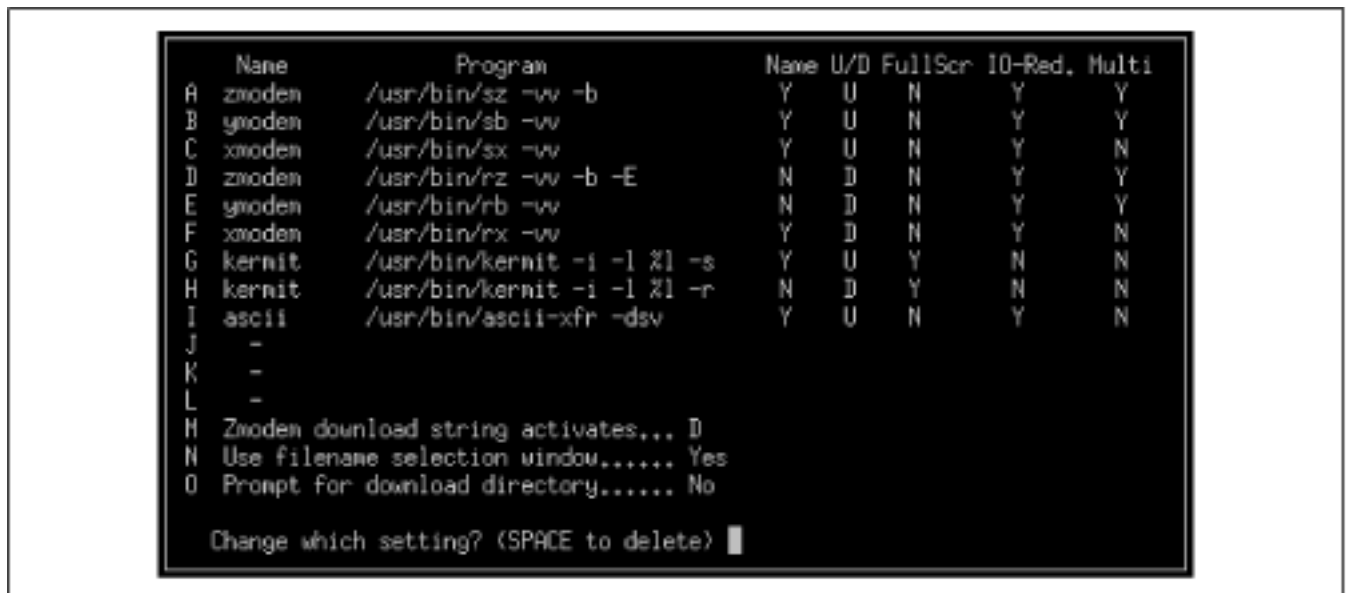 Name Program Name U/D FullScr IO-Red. Multi
A zmodem /usr/bin/sz -vv -b Y U N Y Y
B ymodem /usr/bin/sb -vv Y U N Y Y
C xmodem /usr/bin/sx -vv Y U N Y N
D zmodem /usr/bin/rz -vv -b -E N D N Y Y
E ymodem /usr/bin/rb -vv N D N Y Y
F xmodem /usr/bin/rx -vv Y D N Y N
G kermit /usr/bin/kermit -i -l %l -s Y U Y N N
H kermit /usr/bin/kermit -i -l %l -r N D Y N N
I ascii /usr/bin/ascii-xfr -dsv Y U N Y N
J -
K -
L -
M Zmodem download string activates... D
N Use filename selection window...... Yes
O Prompt for download directory...... No
Change which setting? (SPACE to delete)